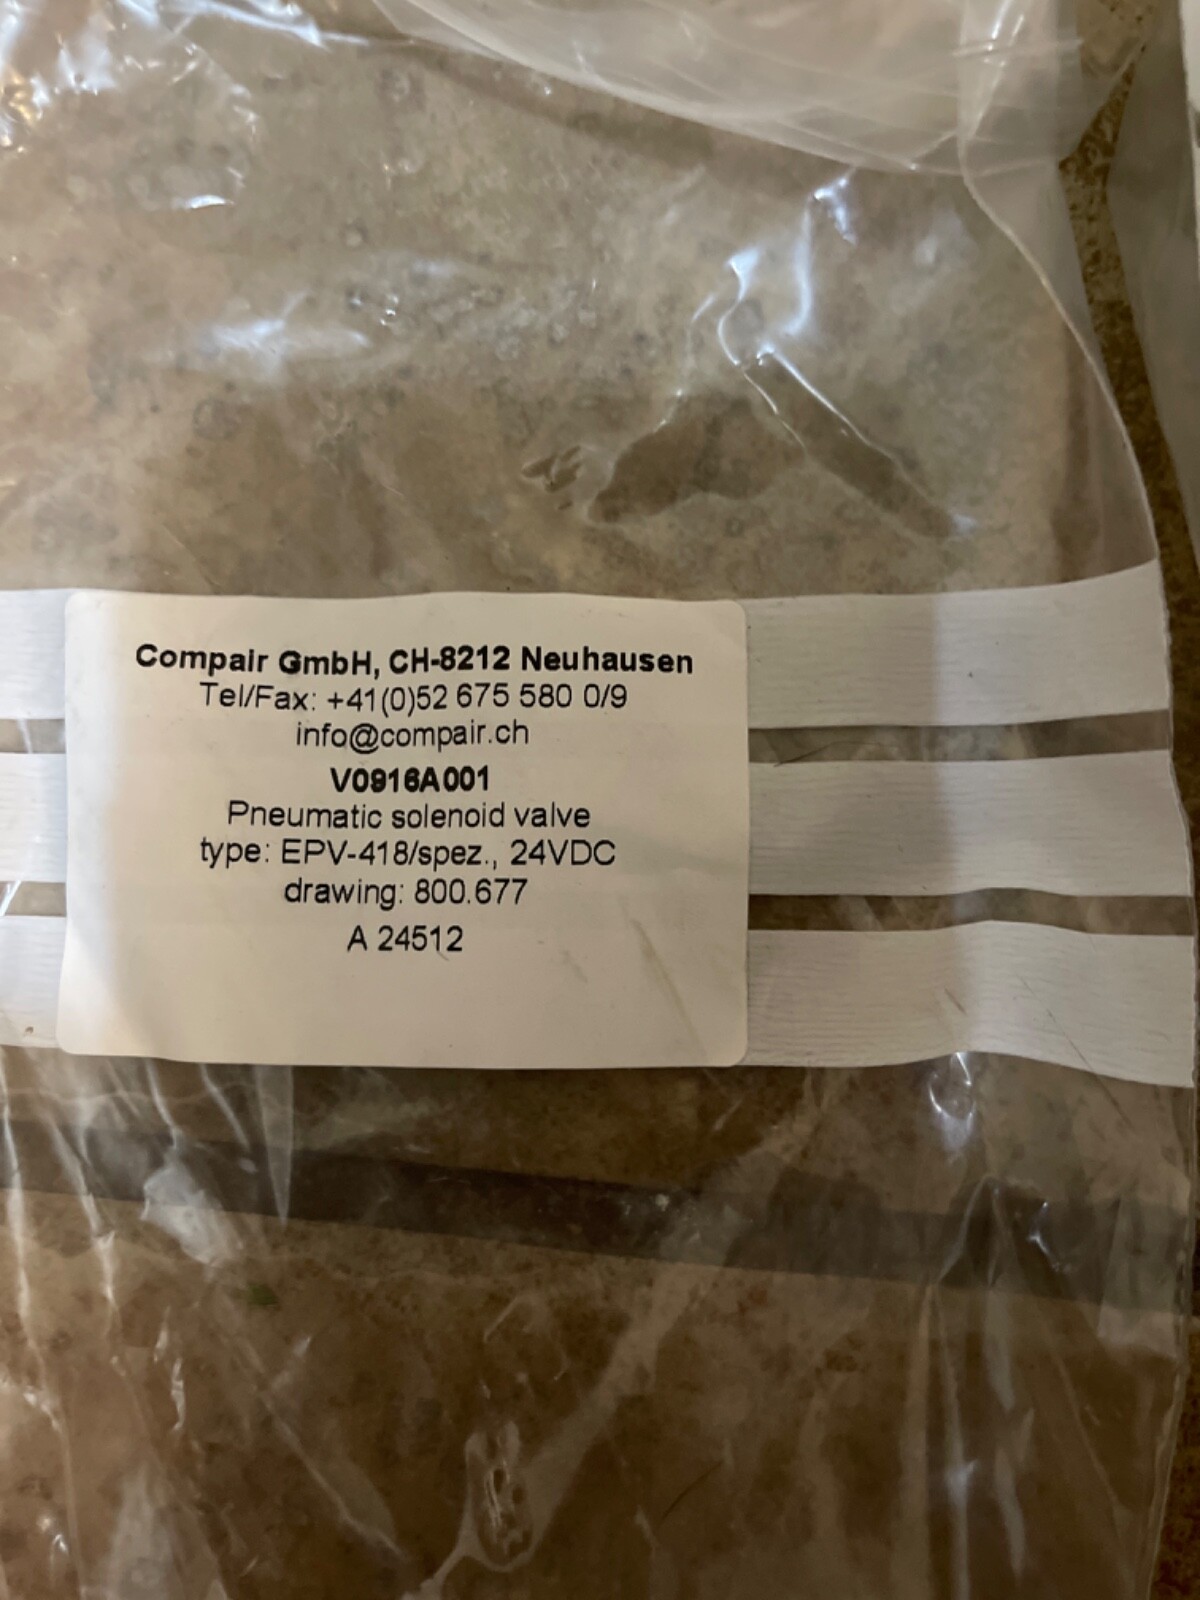 Compair GmbH, CH-8212 Neuhausen
Tel/Fax: +41(0)52 675 580 0/9
info@compair.ch
V0916A001
Pneumatic solenoid valve
type: EPV-418/spez., 24VDC
drawing: 800.677
A 24512